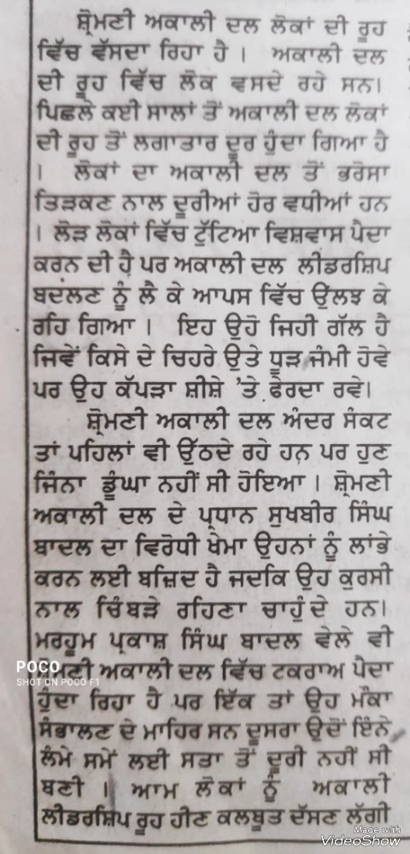 ਸ਼੍ਰੋਮਣੀ ਅਕਾਲੀ ਦਲ ਲੋਕਾਂ ਦੀ ਰੂਹ
ਵਿੱਚ ਵੱਸਦਾ ਰਿਹਾ ਹੈ । ਅਕਾਲੀ ਦਲ
ਦੀ ਰੂਹ ਵਿੱਚ ਲੋਕ ਵਸਦੇ ਰਹੇ ਸਨ।
ਪਿਛਲੇ ਕਈ ਸਾਲਾਂ ਤੋਂ ਅਕਾਲੀ ਦਲ ਲੋਕਾਂ
ਦੀ ਰੂਹ ਤੋਂ ਲਗਾਤਾਰ ਦੂਰ ਹੁੰਦਾ ਗਿਆ ਹੈ
। ਲੋਕਾਂ ਦਾ ਅਕਾਲੀ ਦਲ ਤੋਂ ਭਰੋਸਾ
ਤਿੜਕਣ ਨਾਲ ਦੂਰੀਆਂ ਹੋਰ ਵਧੀਆਂ ਹਨ
। ਲੋੜ ਲੋਕਾਂ ਵਿੱਚ ਟੁੱਟਿਆ ਵਿਸ਼ਵਾਸ ਪੈਦਾ
ਕਰਨ ਦੀ ਹੈ ਪਰ ਅਕਾਲੀ ਦਲ ਲੀਡਰਸ਼ਿਪ
ਬਦਲਣ ਨੂੰ ਲੈ ਕੇ ਆਪਸ ਵਿੱਚ ਉਲਝ ਕੇ
ਰਹਿ ਗਿਆ । ਇਹ ਉਹੋ ਜਿਹੀ ਗੱਲ ਹੈ
ਜਿਵੇਂ ਕਿਸੇ ਦੇ ਚਿਹਰੇ ਉਤੇ ਧੂੜ ਜੰਮੀ ਹੋਵੇ
ਪਰ ਉਹ ਕੱਪੜਾ ਸ਼ੀਸ਼ੇ 'ਤੇ ਫੇਰਦਾ ਰਵੇ।
ਸ਼੍ਰੋਮਣੀ ਅਕਾਲੀ ਦਲ ਅੰਦਰ ਸੰਕਟ
ਤਾਂ ਪਹਿਲਾਂ ਵੀ ਉੱਠਦੇ ਰਹੇ ਹਨ ਪਰ ਹੁਣ
ਜਿੰਨਾ ਡੂੰਘਾ ਨਹੀਂ ਸੀ ਹੋਇਆ । ਸ਼੍ਰੋਮਣੀ
ਅਕਾਲੀ ਦਲ ਦੇ ਪ੍ਰਧਾਨ ਸੁਖਬੀਰ ਸਿੰਘ
ਬਾਦਲ ਦਾ ਵਿਰੋਧੀ ਖੇਮਾ ਉਹਨਾਂ ਨੂੰ ਲਾਂਭੇ
ਕਰਨ ਲਈ ਬਜ਼ਿਦ ਹੈ ਜਦਕਿ ਉਹ ਕੁਰਸੀ
ਨਾਲ ਚਿੰਬੜੇ ਰਹਿਣਾ ਚਾਹੁੰਦੇ ਹਨ।
ਮਰਹੂਮ ਪ੍ਰਕਾਸ਼ ਸਿੰਘ ਬਾਦਲ ਵੇਲੇ ਵੀ
ਅਕਾਲੀ ਦਲ ਵਿੱਚ ਟਕਰਾਅ ਪੈਦਾ
ਹੁੰਦਾ ਰਿਹਾ ਹੈ ਪਰ ਇੱਕ ਤਾਂ ਉਹ ਮੌਕਾ
ਸੰਭਾਲਣ ਦੇ ਮਾਹਿਰ ਸਨ ਦੂਸਰਾ ਉਦੋਂ ਇੰਨੇ
ਲੰਮੇ ਸਮੇਂ ਲਈ ਸਤਾ ਤੋਂ ਦੂਰੀ ਨਹੀਂ ਸੀ
ਬਣੀ । ਆਮ ਲੋਕਾਂ ਨੂੰ ਅਕਾਲੀ
ਲੀਡਰਸ਼ਿਪ ਰੂਹ ਹੀਣ ਕਲਬੂਤ ਦੱਸਣ ਲੱਗੀ
POCO
SHOT ON POCO F1
Made with
VideoShow